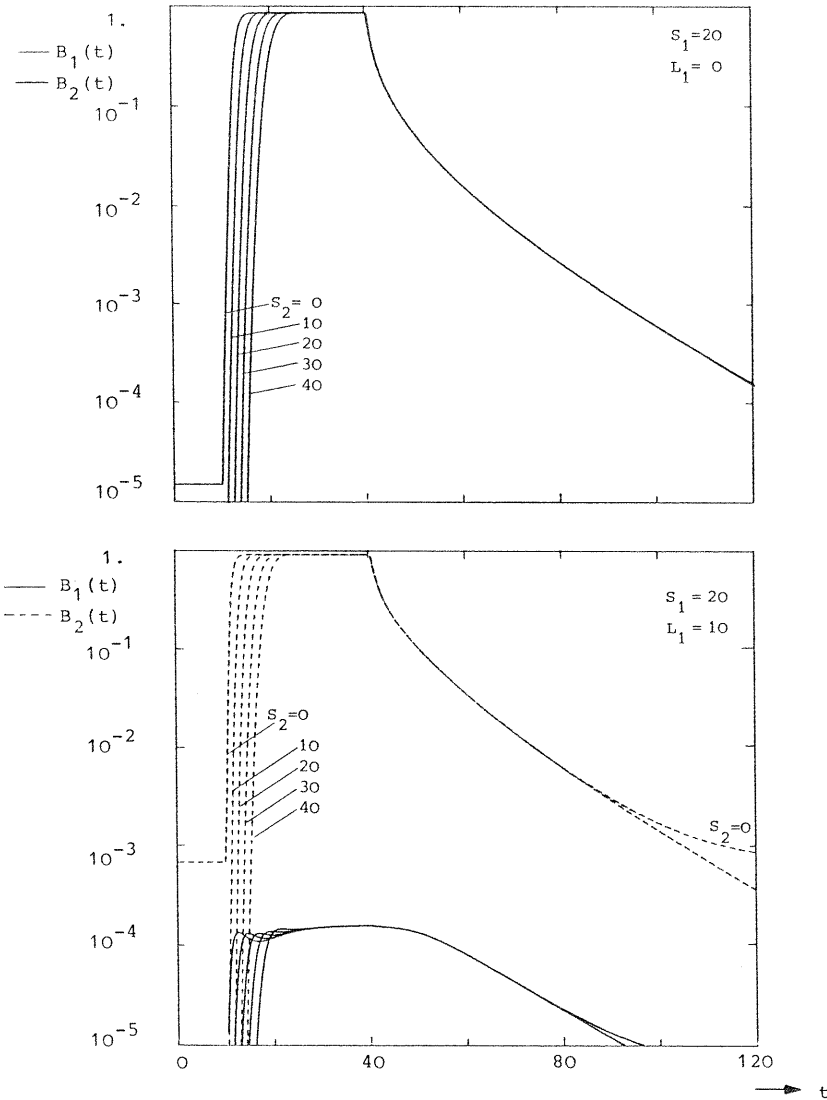 1.
B₁(t)
B₂(t)
10⁻¹
10⁻²
10⁻³
10⁻⁴
10⁻⁵
S₁=20
L₁= 0
S₂= 0
10
20
30
40
1.
B₁(t)
B₂(t)
10⁻¹
10⁻²
10⁻³
10⁻⁴
10⁻⁵
S₁=20
L₁=10
S₂=0
10
20
30
40
S₂=0
0 40 80 120
t